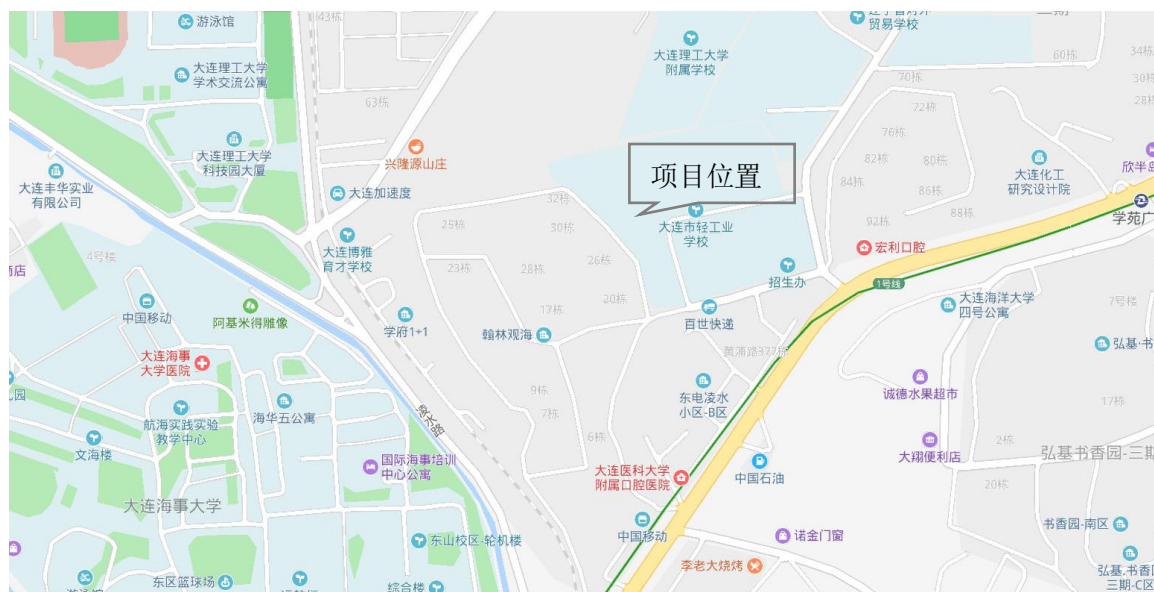 游泳馆
43栋
贸易学校
三期
大连理工大学
学术交流公寓
大连理工大学
附属学校
60栋
34栋
63栋
70栋
30栋
72栋
28栋
大连理工大学
科技园大厦
兴隆源山庄
76栋
82栋
80栋
84栋
86栋
大连化工
研究设计院
欣半岛
大连丰华实业
有限公司
大连加速度
项目位置
32栋
30栋
25栋
88栋
92栋
学苑广
大连市轻工业
学校
大连博雅
育才学校
4号楼
商店
23栋
28栋
26栋
宏利口腔
招生办
1号线
中国移动
阿基米得雕像
17栋
20栋
学府1+1
翰林观海
百世快递
大连海洋大学
四号公寓
7号楼
弘基·书
大连海事
大学医院
黄浦路377栋
东电凌水
小区-B区
诚德水果超市
航海实践实验
教学中心
海华五公寓
9栋
7栋
凌水路
17栋
文海楼
6栋
2栋
大翔便利店
弘基书香园-三期
国际海事培训
中心公寓
大连医科大学
附属口腔医院
中国石油
20栋
大连海事大学
中国移动
诺金门窗
书香园-南区
东山校区-轮机楼
李老大烧烤
弘基.书香园
三期-C区
东区篮球场
综合楼